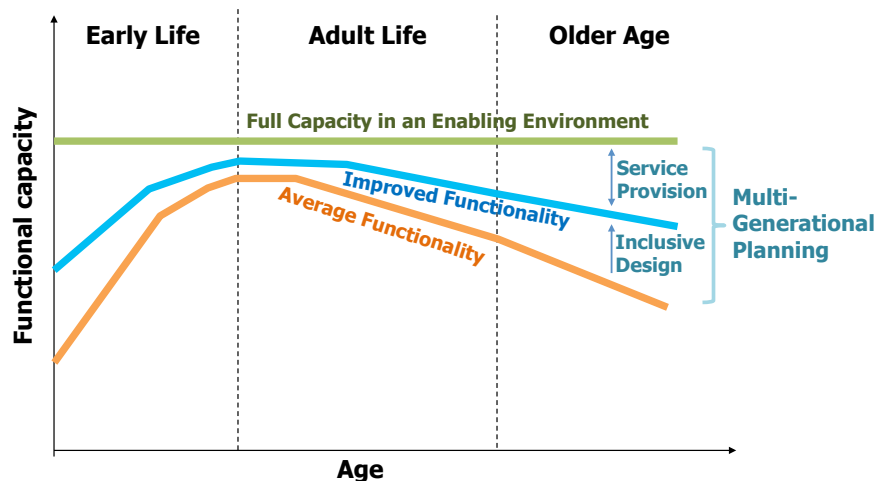 Early Life
Adult Life
Older Age
Full Capacity in an Enabling Environment
Functional capacity
Improved Functionality
Average Functionality
Service
Provision
Inclusive
Design
Multi-
Generational
Planning
Age